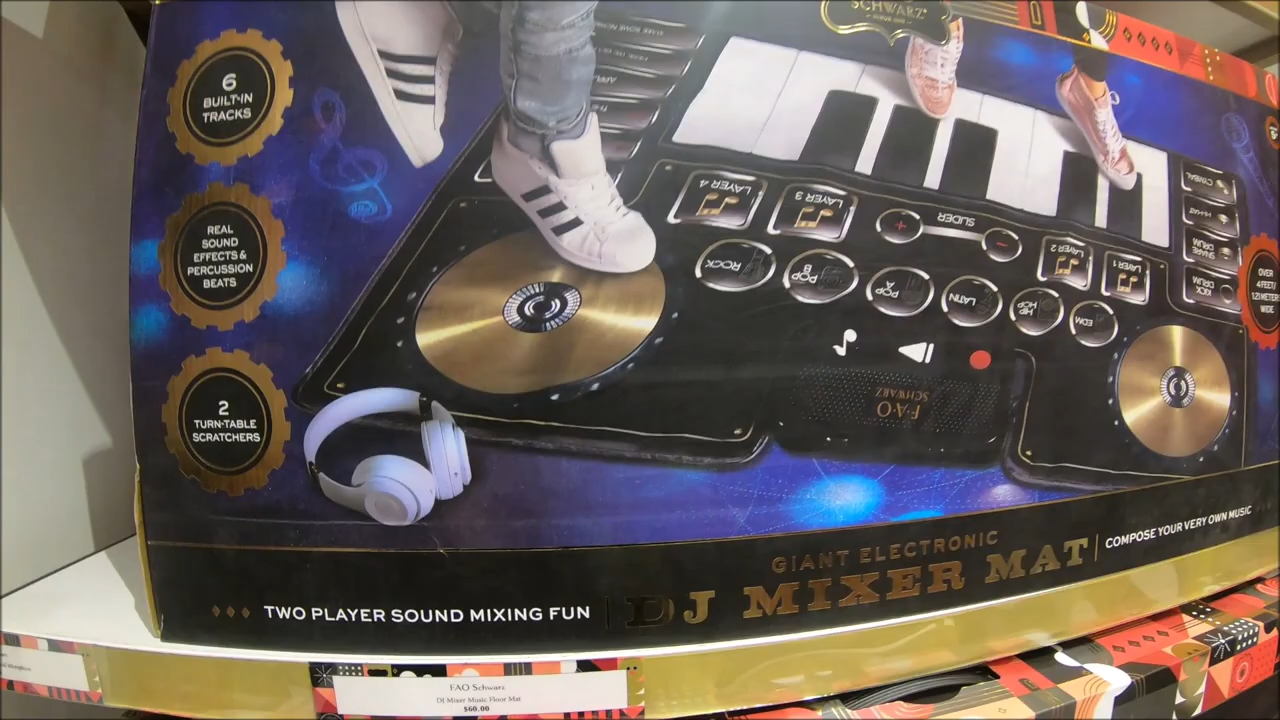 SCHWARZ
6
BUILT-IN
TRACKS
REAL
SOUND
EFFECTS &
PERCUSSION
BEATS
2
TURN-TABLE
SCRATCHERS
LAYER 4
LAYER 3
SLIDER
LAYER 2
LAYER 1
ROCK
POP B
POP A
LATIN
HIP HOP
EDM
CYMBAL
HI-HAT
SNARE DRUM
KICK DRUM
OVER
4 FEET/
1.2 METER
WIDE
FAO
SCHWARZ
GIANT ELECTRONIC
DJ MIXER MAT
TWO PLAYER SOUND MIXING FUN
COMPOSE YOUR VERY OWN MUSIC
FAO Schwarz
DJ Mixer Music Floor Mat
$60.00